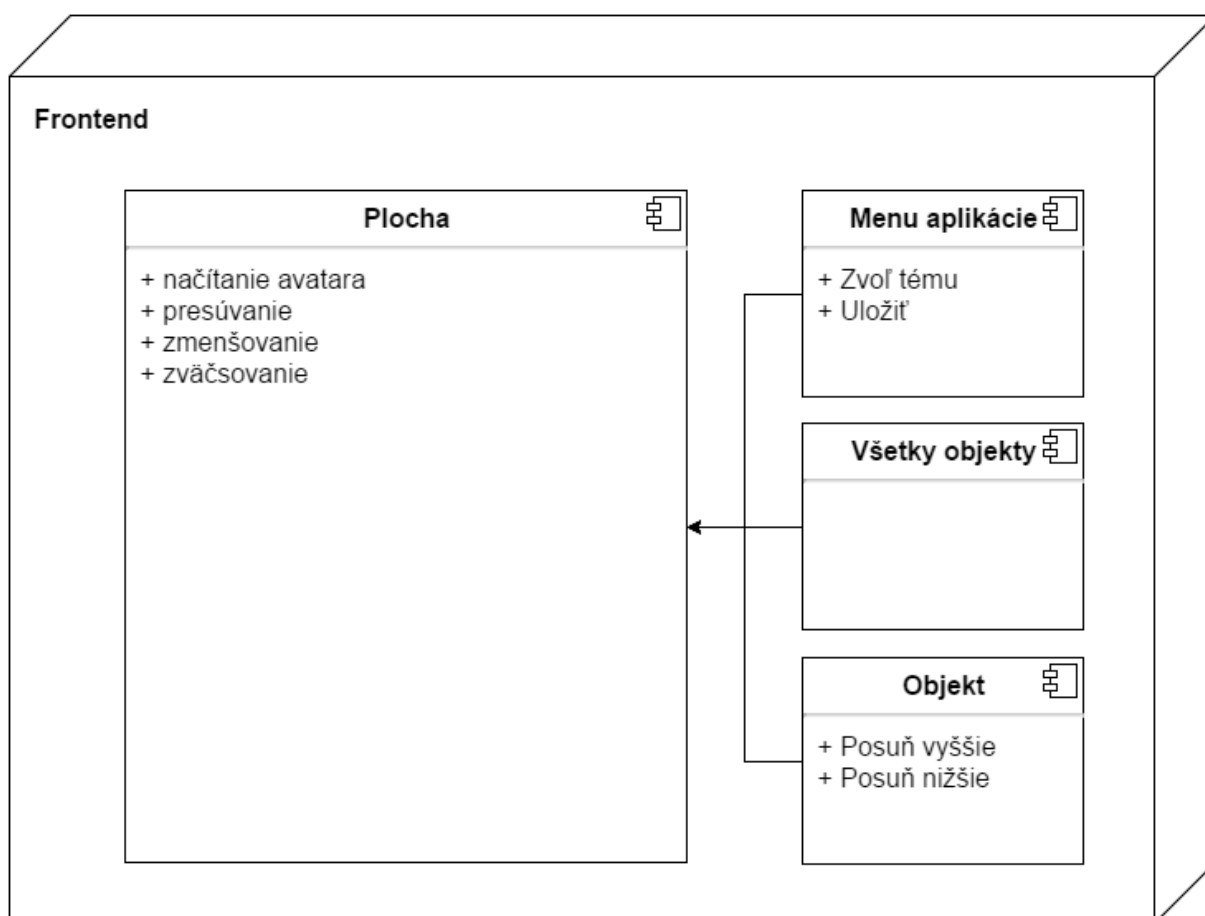 Frontend
Plocha
+ načítanie avatara
+ presúvanie
+ zmenšovanie
+ zväčsovanie
Menu aplikácie
+ Zvoľ tému
+ Uložiť
Všetky objekty
Objekt
+ Posuň vyššie
+ Posuň nižšie